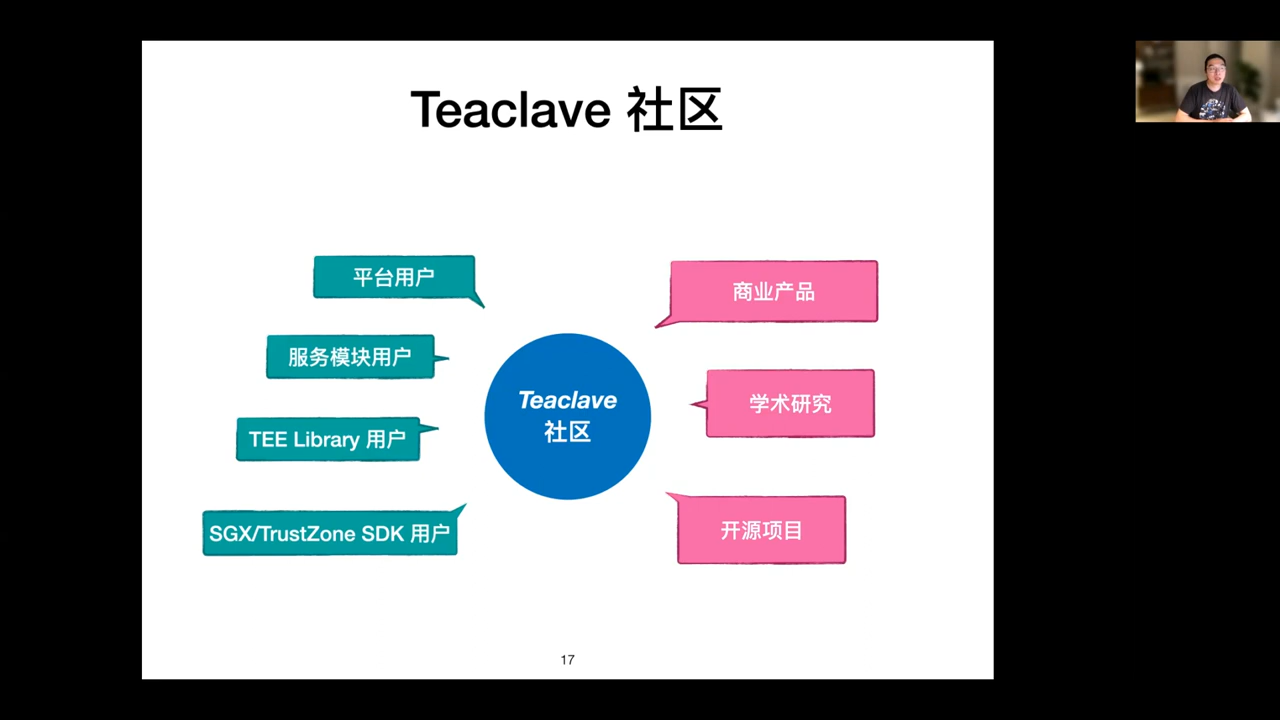 Teaclave 社区
平台用户
服务模块用户
TEE Library 用户
SGX/TrustZone SDK 用户
Teaclave
社区
商业产品
学术研究
开源项目
17